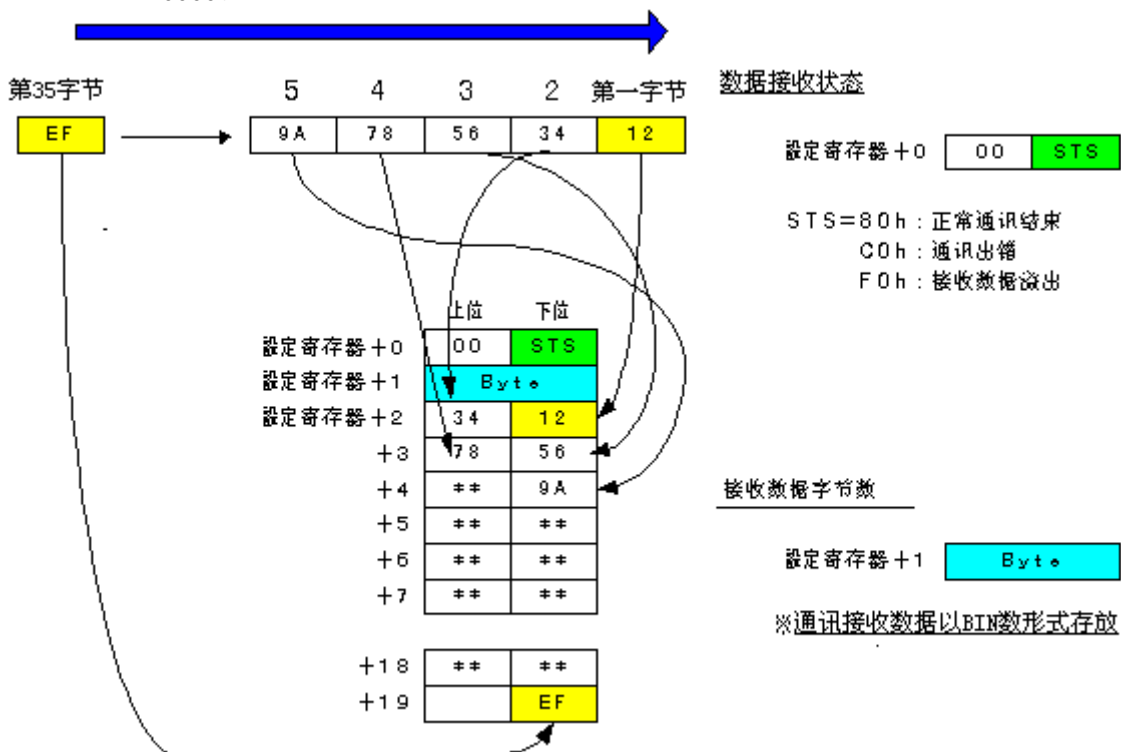 第35字节 5 4 3 2 第一字节
EF 9A 78 56 34 12
数据接收状态
設定寄存器+0 00 STS
STS=80h:正常通讯结束
C0h:通讯出错
F0h:接收数据溢出
上位 下位
設定寄存器+0 00 STS
設定寄存器+1 Byte
設定寄存器+2 34 12
+3 78 56
+4 ** 9A
+5 ** **
+6 ** **
+7 ** **
+18 ** **
+19 EF
接收数据字节数
設定寄存器+1 Byte
※通讯接收数据以BIN数形式存放